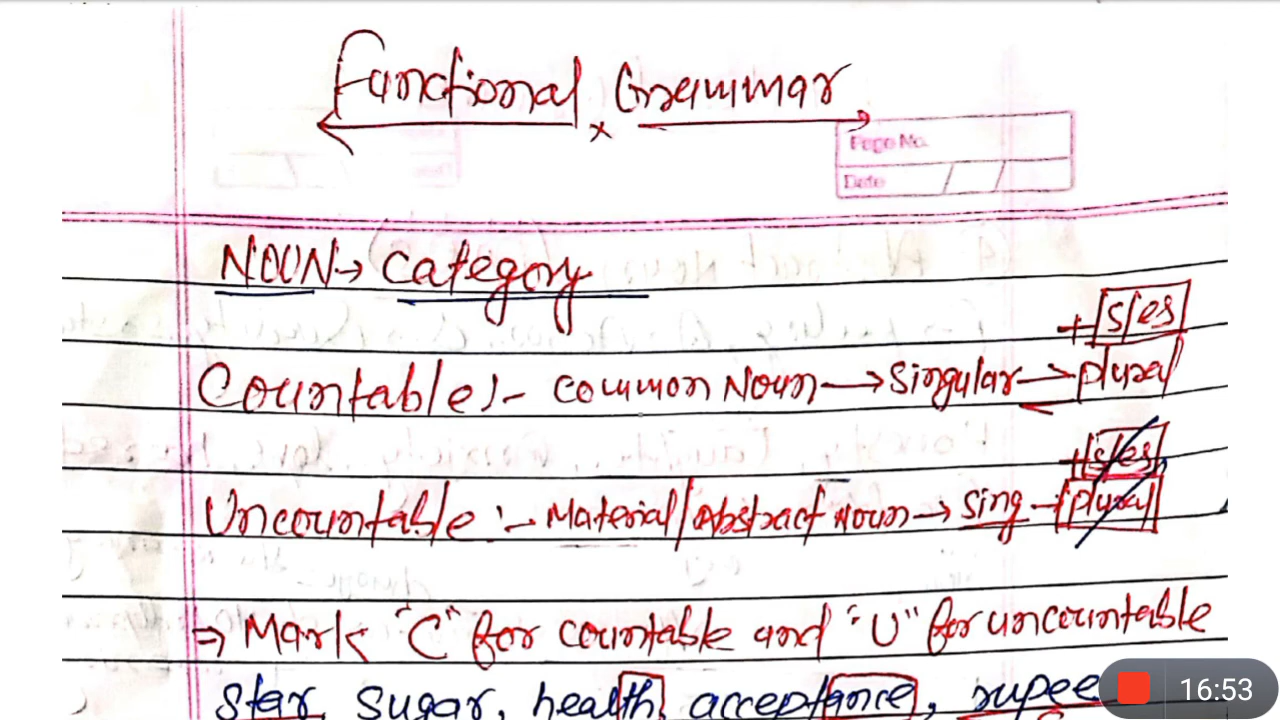 Functional Grammar
Page No.
Date
NOUN → Category
+ s/es
Countable :- common Noun → Singular → plural
+ s/es
Uncountable :- Material/Abstract Noun → Sing → plural
⇒ Mark "C" for countable and "U" for uncountable
star, sugar, health, acceptance, rupee
16:53